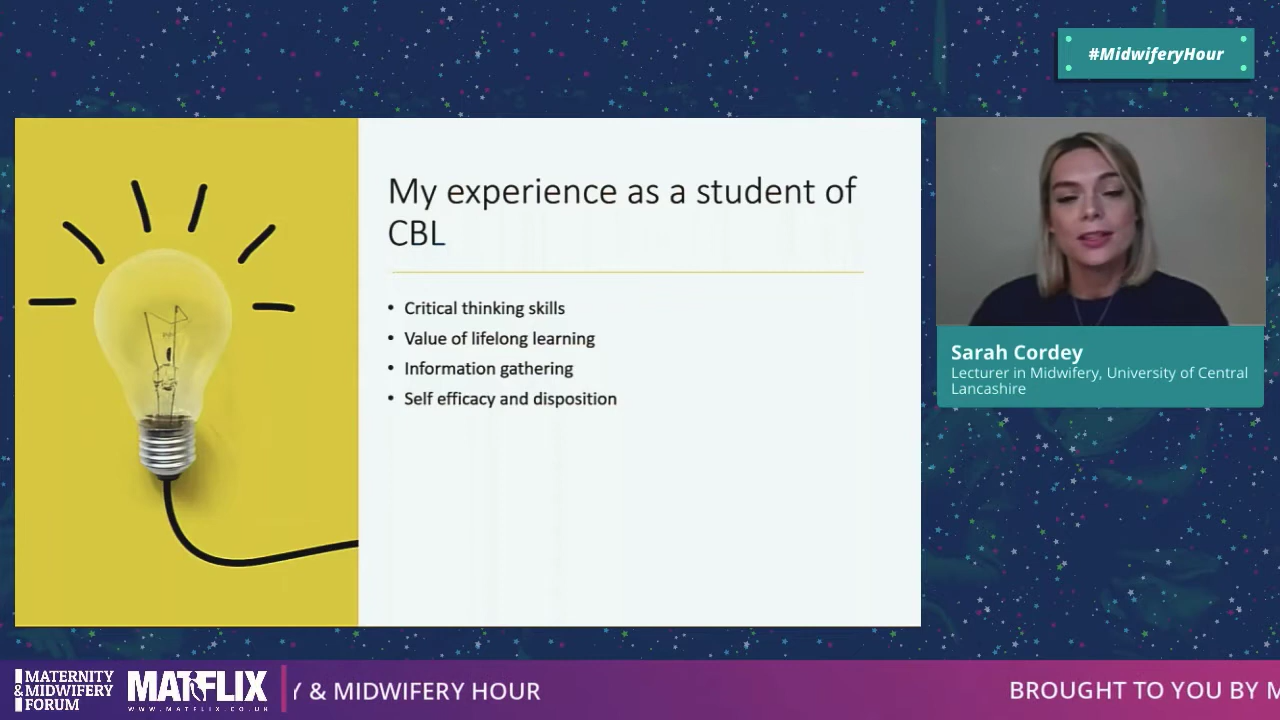 #MidwiferyHour
My experience as a student of
CBL
• Critical thinking skills
• Value of lifelong learning
• Information gathering
• Self efficacy and disposition
Sarah Cordey
Lecturer in Midwifery, University of Central
Lancashire
MATERNITY
& MIDWIFERY
FORUM
MATFLIX
WWW.MATFLIX.CO.UK
Y & MIDWIFERY HOUR
BROUGHT TO YOU BY M